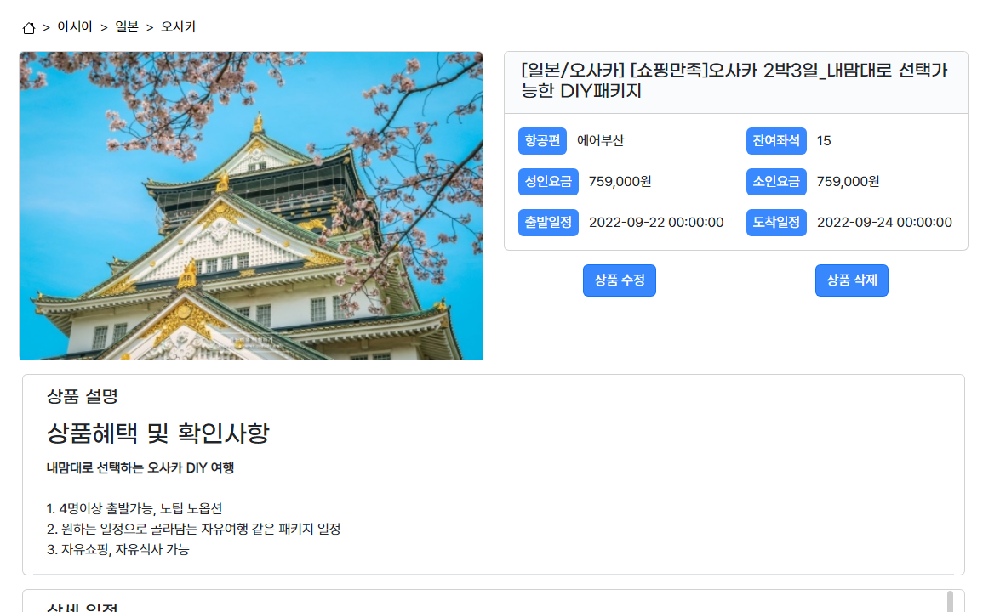 > 아시아 > 일본 > 오사카
[일본/오사카] [쇼핑만족]오사카 2박3일_내맘대로 선택가
능한 DIY패키지
항공편 에어부산 잔여좌석 15
성인요금 759,000원 소인요금 759,000원
출발일정 2022-09-22 00:00:00 도착일정 2022-09-24 00:00:00
상품 수정 상품 삭제
상품 설명
상품혜택 및 확인사항
내맘대로 선택하는 오사카 DIY 여행
1. 4명이상 출발가능, 노팁 노옵션
2. 원하는 일정으로 골라담는 자유여행 같은 패키지 일정
3. 자유쇼핑, 자유식사 가능
상세 일정